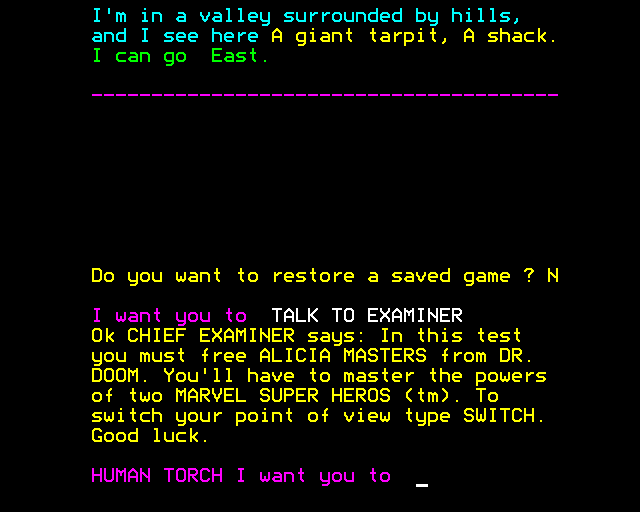 I'm in a valley surrounded by hills,
and I see here A giant tarpit, A shack.
I can go  East.
_______________________________________
Do you want to restore a saved game ? N
I want you to  TALK TO EXAMINER
Ok CHIEF EXAMINER says: In this test
you must free ALICIA MASTERS from DR.
DOOM. You'll have to master the powers
of two MARVEL SUPER HEROS (tm). To
switch your point of view type SWITCH.
Good luck.
HUMAN TORCH I want you to  _